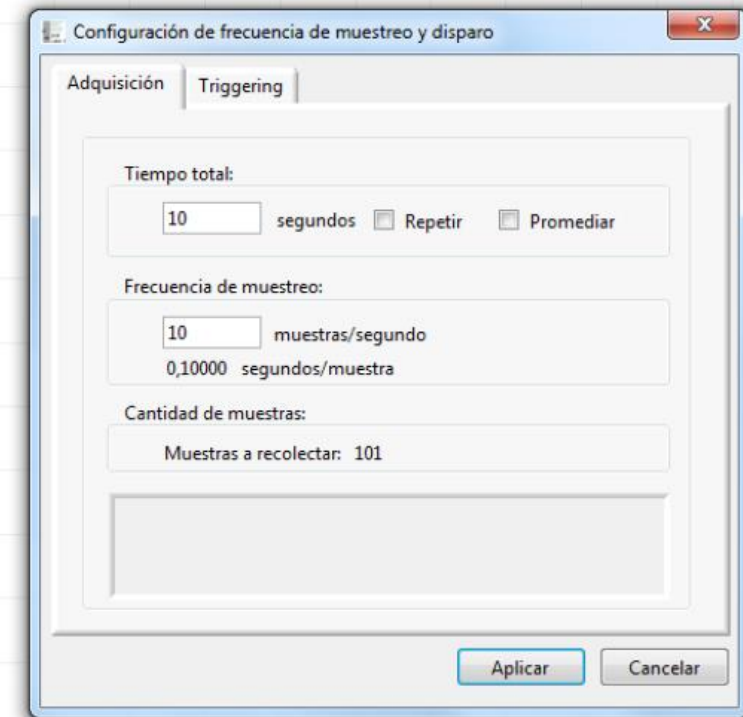 Configuración de frecuencia de muestreo y disparo
Adquisición
Triggering
Tiempo total:
10 segundos Repetir Promediar
Frecuencia de muestreo:
10 muestras/segundo
0,10000 segundos/muestra
Cantidad de muestras:
Muestras a recolectar: 101
Aplicar
Cancelar